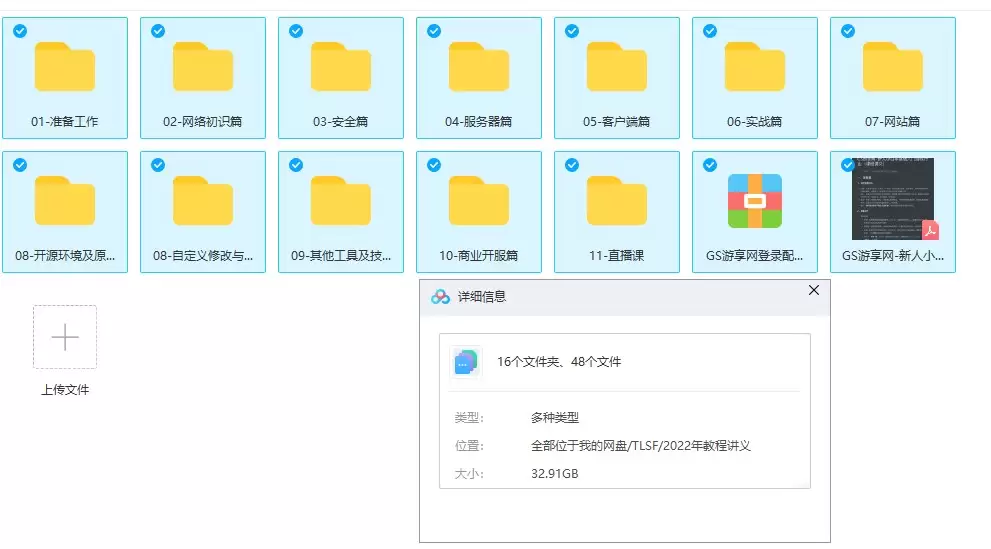 01-准备工作
02-网络初识篇
03-安全篇
04-服务器篇
05-客户端篇
06-实战篇
07-网站篇
08-开源环境及原...
08-自定义修改与...
09-其他工具及技...
10-商业开服篇
11-直播课
GS游享网登录配...
GS游享网-新人小...
上传文件
详细信息
16个文件夹、48个文件
类型: 多种类型
位置: 全部位于我的网盘/TLSF/2022年教程讲义
大小: 32.91GB